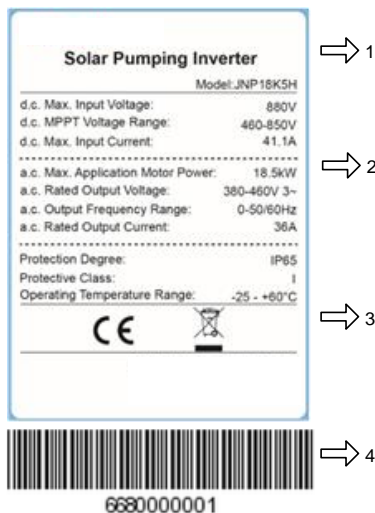 Solar Pumping Inverter 1
Model:JNP18K5H
d.c. Max. Input Voltage: 880V
d.c. MPPT Voltage Range: 460-850V
d.c. Max. Input Current: 41.1A
2
a.c. Max. Application Motor Power: 18.5kW
a.c. Rated Output Voltage: 380-460V 3~
a.c. Output Frequency Range: 0-50/60Hz
a.c. Rated Output Current: 36A
Protection Degree: IP65
Protective Class: I
Operating Temperature Range: -25 - +60°C
CE 3
4
6680000001